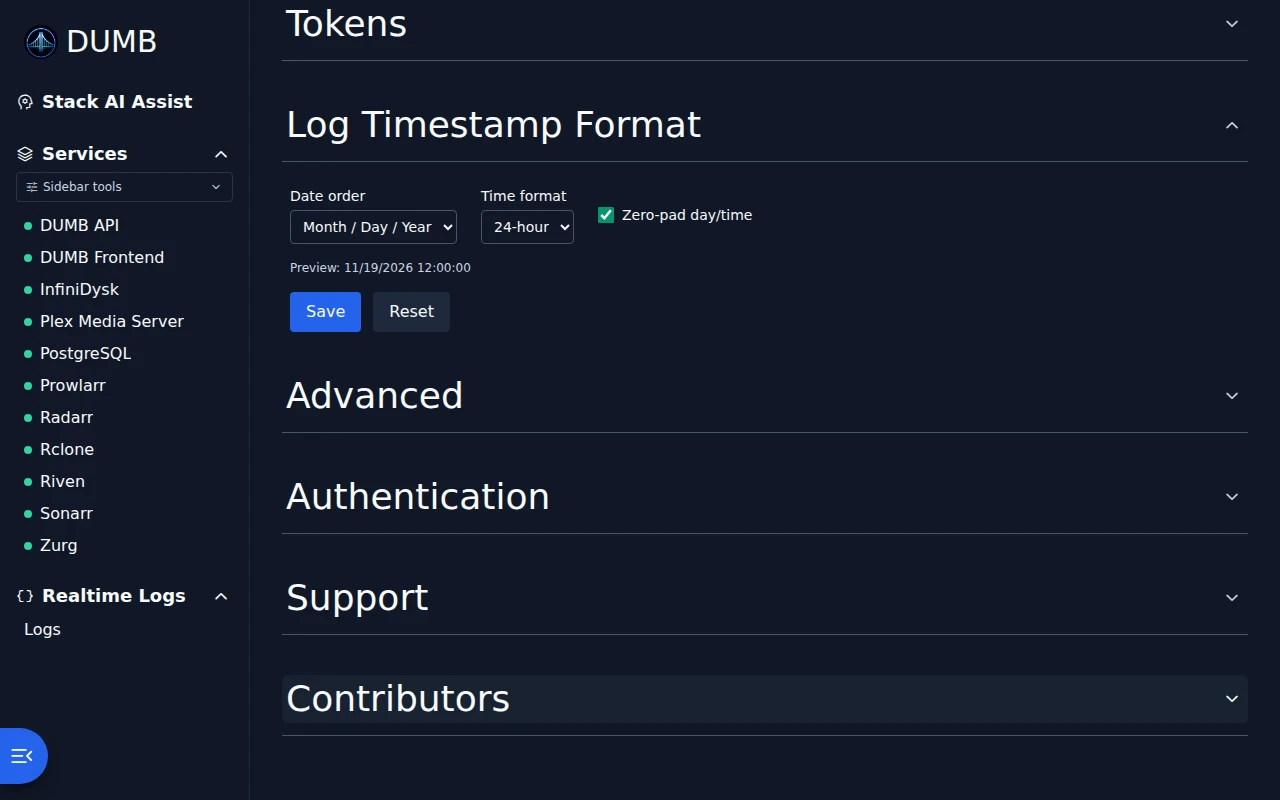 DUMB
Stack AI Assist
Services
Sidebar tools
DUMB API
DUMB Frontend
InfiniDysk
Plex Media Server
PostgreSQL
Prowlarr
Radarr
Rclone
Riven
Sonarr
Zurg
Realtime Logs
Logs
Tokens
Log Timestamp Format
Date order
Time format
Month / Day / Year
24-hour
Zero-pad day/time
Preview: 11/19/2026 12:00:00
Save
Reset
Advanced
Authentication
Support
Contributors